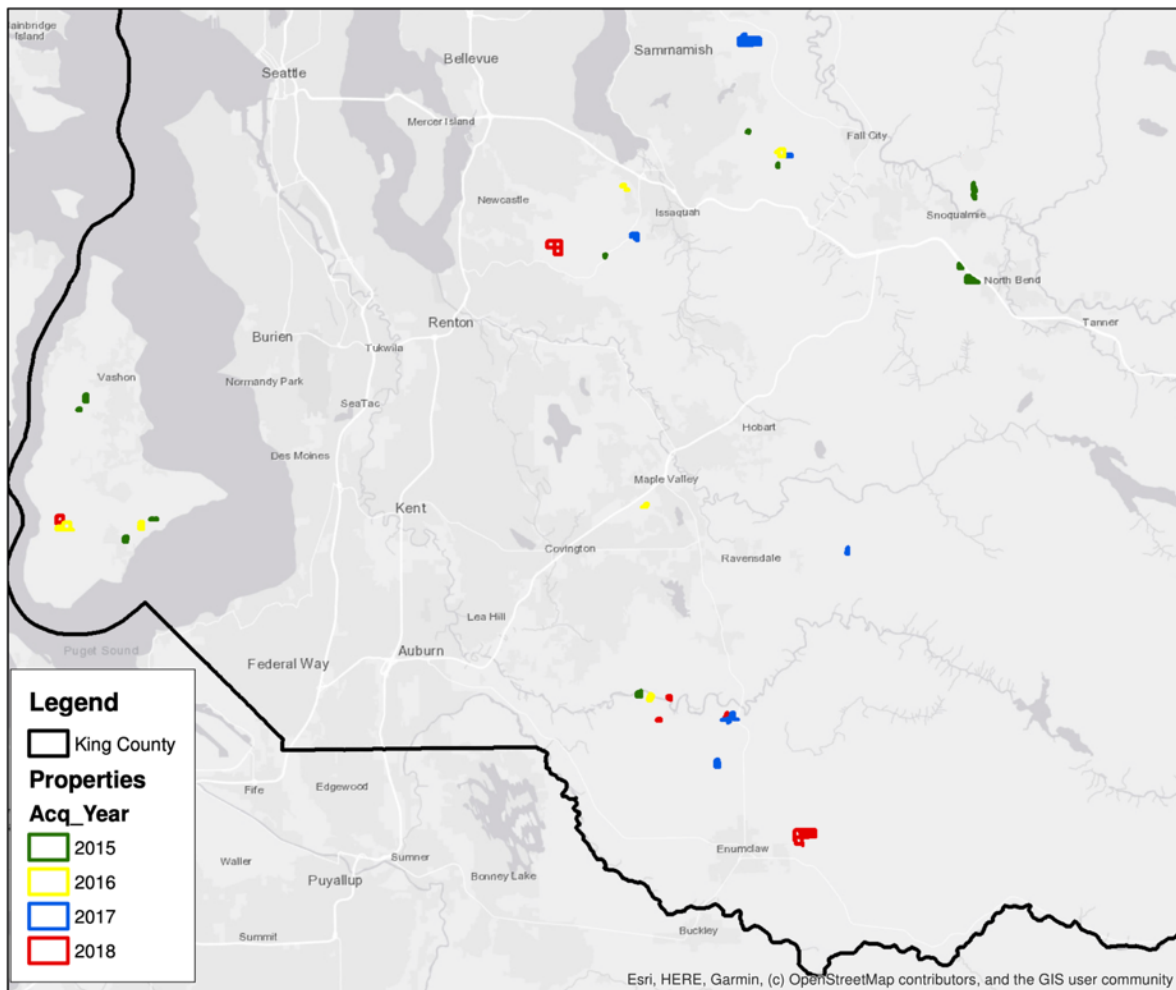 Bainbridge
Island
Seattle
Bellevue
Sammamish
Mercer Island
Fall City
Newcastle
Issaquah
Snoqualmie
North Bend
Tanner
Renton
Burien
Tukwila
Vashon
Normandy Park
SeaTac
Hobart
Des Moines
Maple Valley
Kent
Covington
Ravensdale
Lea Hill
Puget Sound
Auburn
Federal Way
Legend
King County
Properties
Acq_Year
2015
2016
2017
2018
Fife
Edgewood
Waller
Sumner
Puyallup
Bonney Lake
Enumclaw
Summit
Buckley
Esri, HERE, Garmin, (c) OpenStreetMap contributors, and the GIS user community